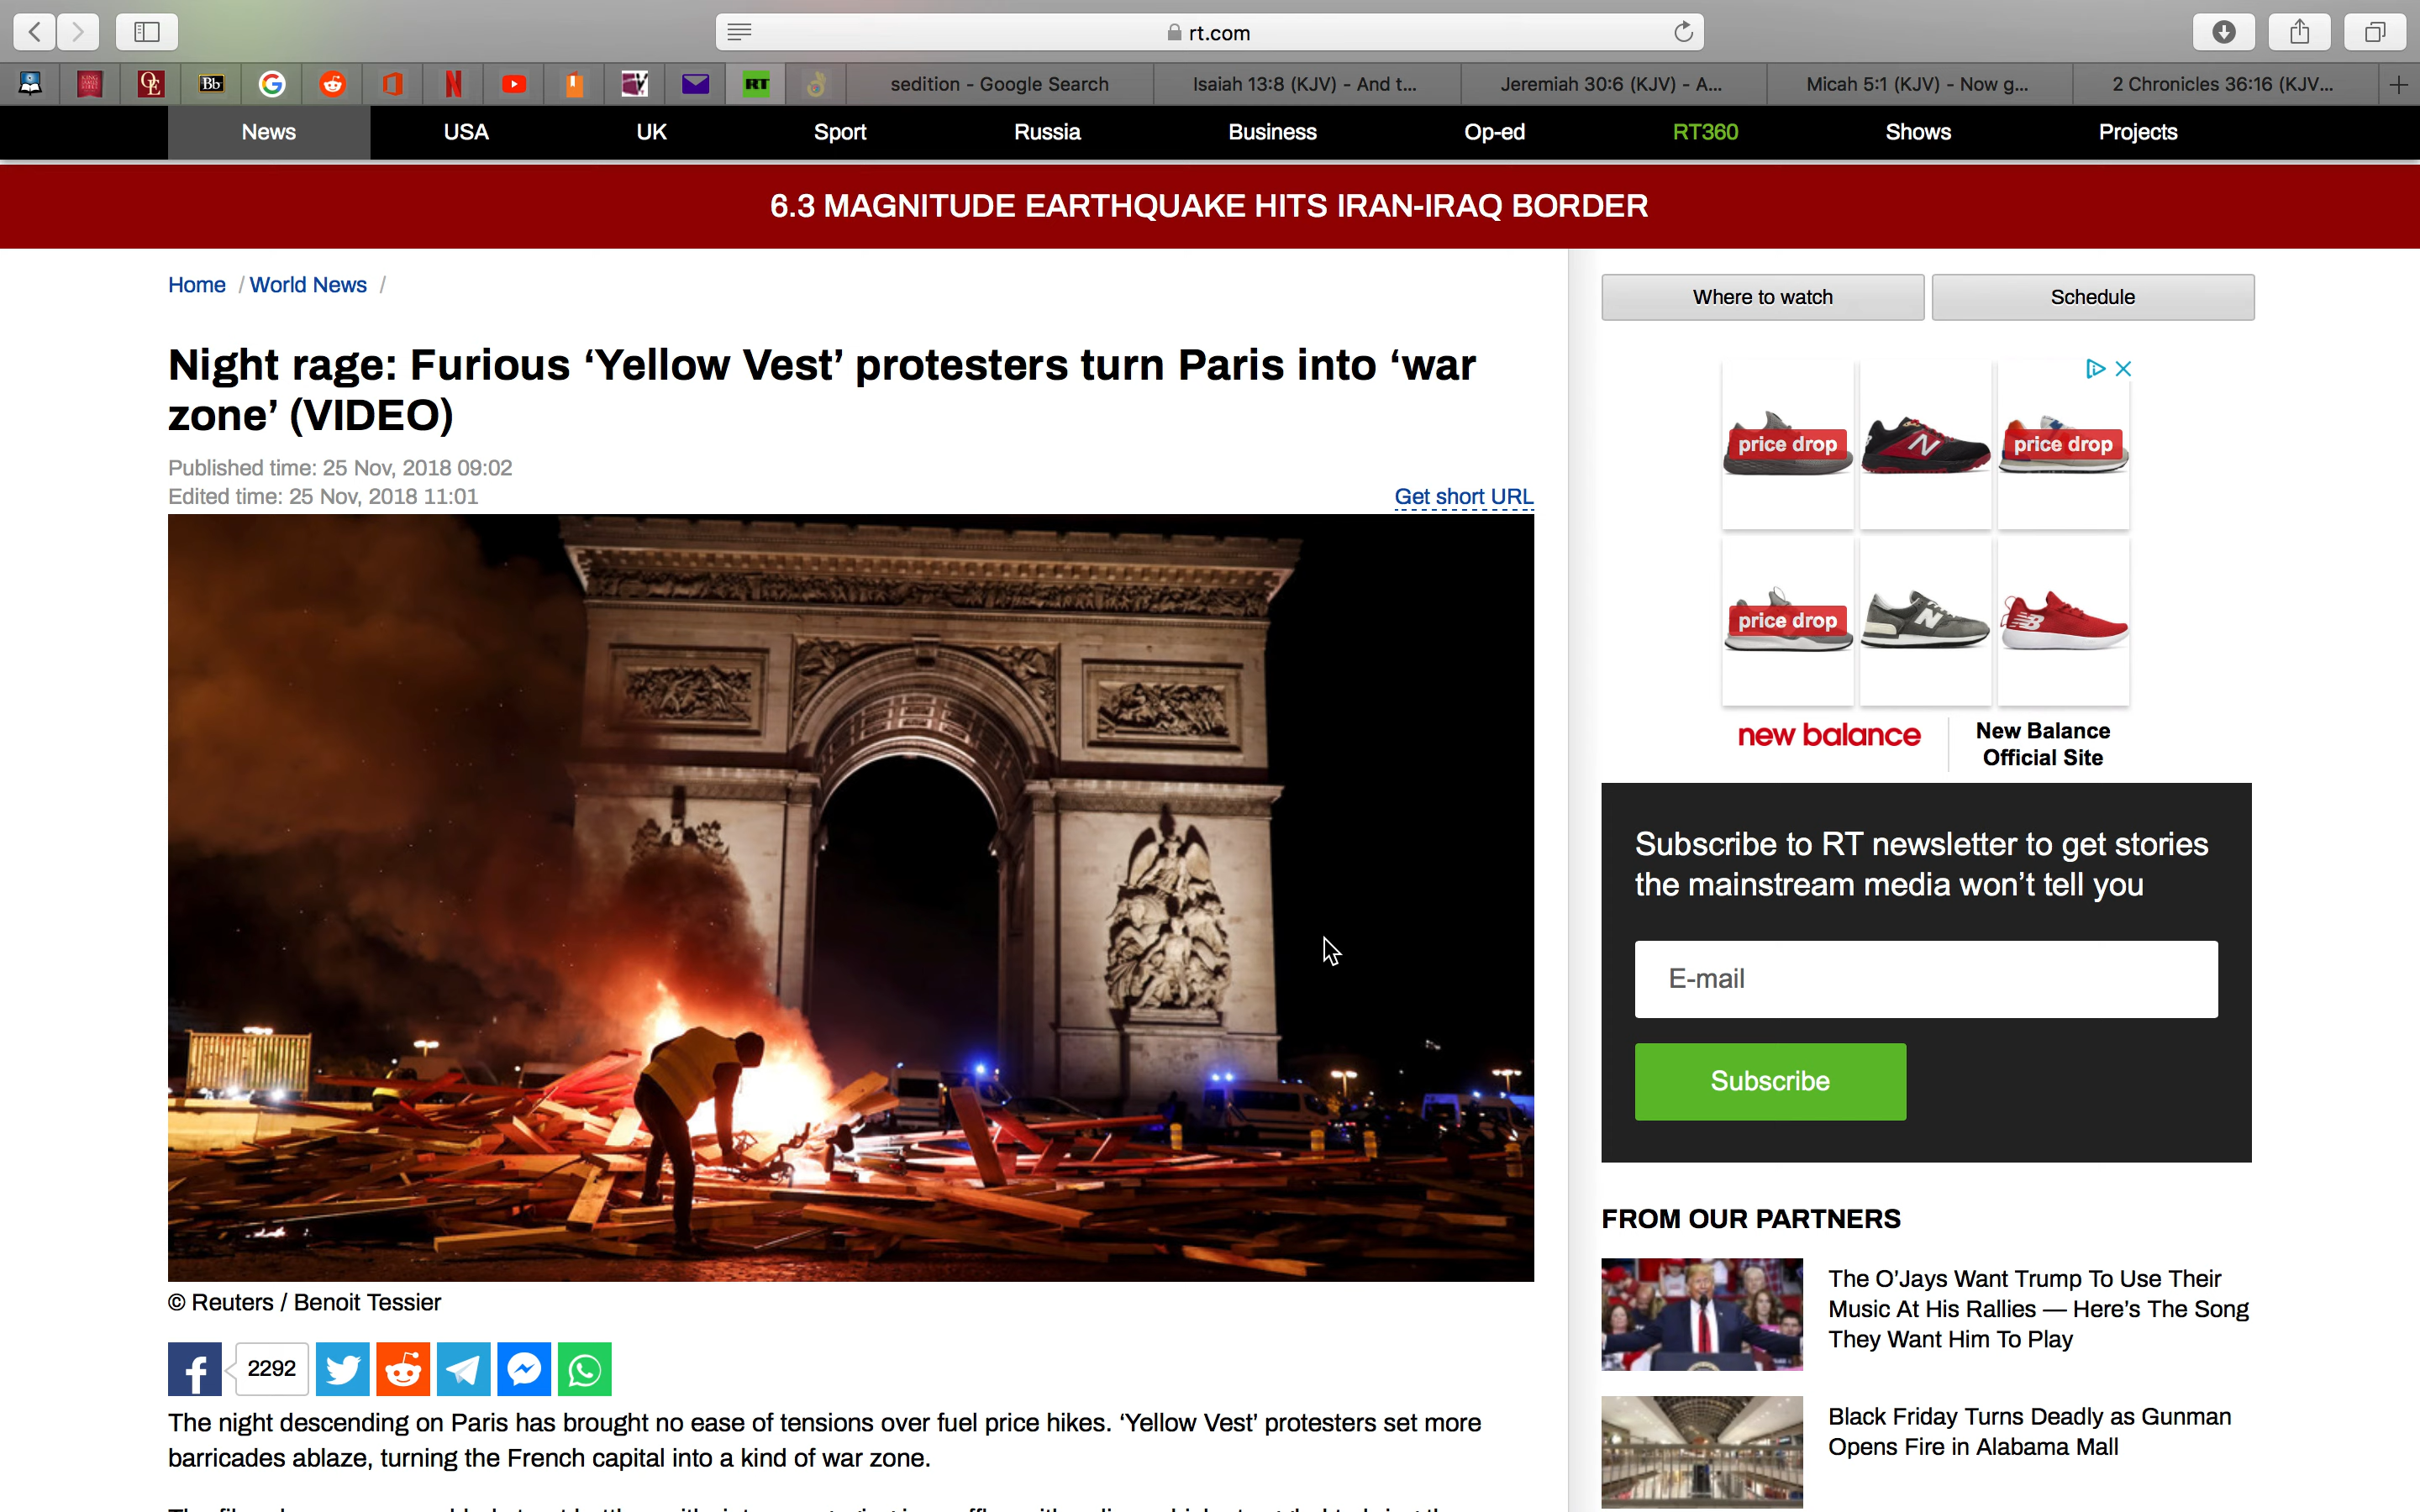 rt.com
Bb
RT
sedition - Google Search
Isaiah 13:8 (KJV) - And t...
Jeremiah 30:6 (KJV) - A...
Micah 5:1 (KJV) - Now g...
2 Chronicles 36:16 (KJV...
News
USA
UK
Sport
Russia
Business
Op-ed
RT360
Shows
Projects
6.3 MAGNITUDE EARTHQUAKE HITS IRAN-IRAQ BORDER
Home / World News /
Night rage: Furious ‘Yellow Vest’ protesters turn Paris into ‘war
zone’ (VIDEO)
Published time: 25 Nov, 2018 09:02
Edited time: 25 Nov, 2018 11:01
Get short URL
© Reuters / Benoit Tessier
2292
The night descending on Paris has brought no ease of tensions over fuel price hikes. ‘Yellow Vest’ protesters set more
barricades ablaze, turning the French capital into a kind of war zone.
Where to watch
Schedule
price drop
price drop
price drop
new balance
New Balance
Official Site
Subscribe to RT newsletter to get stories
the mainstream media won’t tell you
E-mail
Subscribe
FROM OUR PARTNERS
The O’Jays Want Trump To Use Their
Music At His Rallies — Here’s The Song
They Want Him To Play
Black Friday Turns Deadly as Gunman
Opens Fire in Alabama Mall